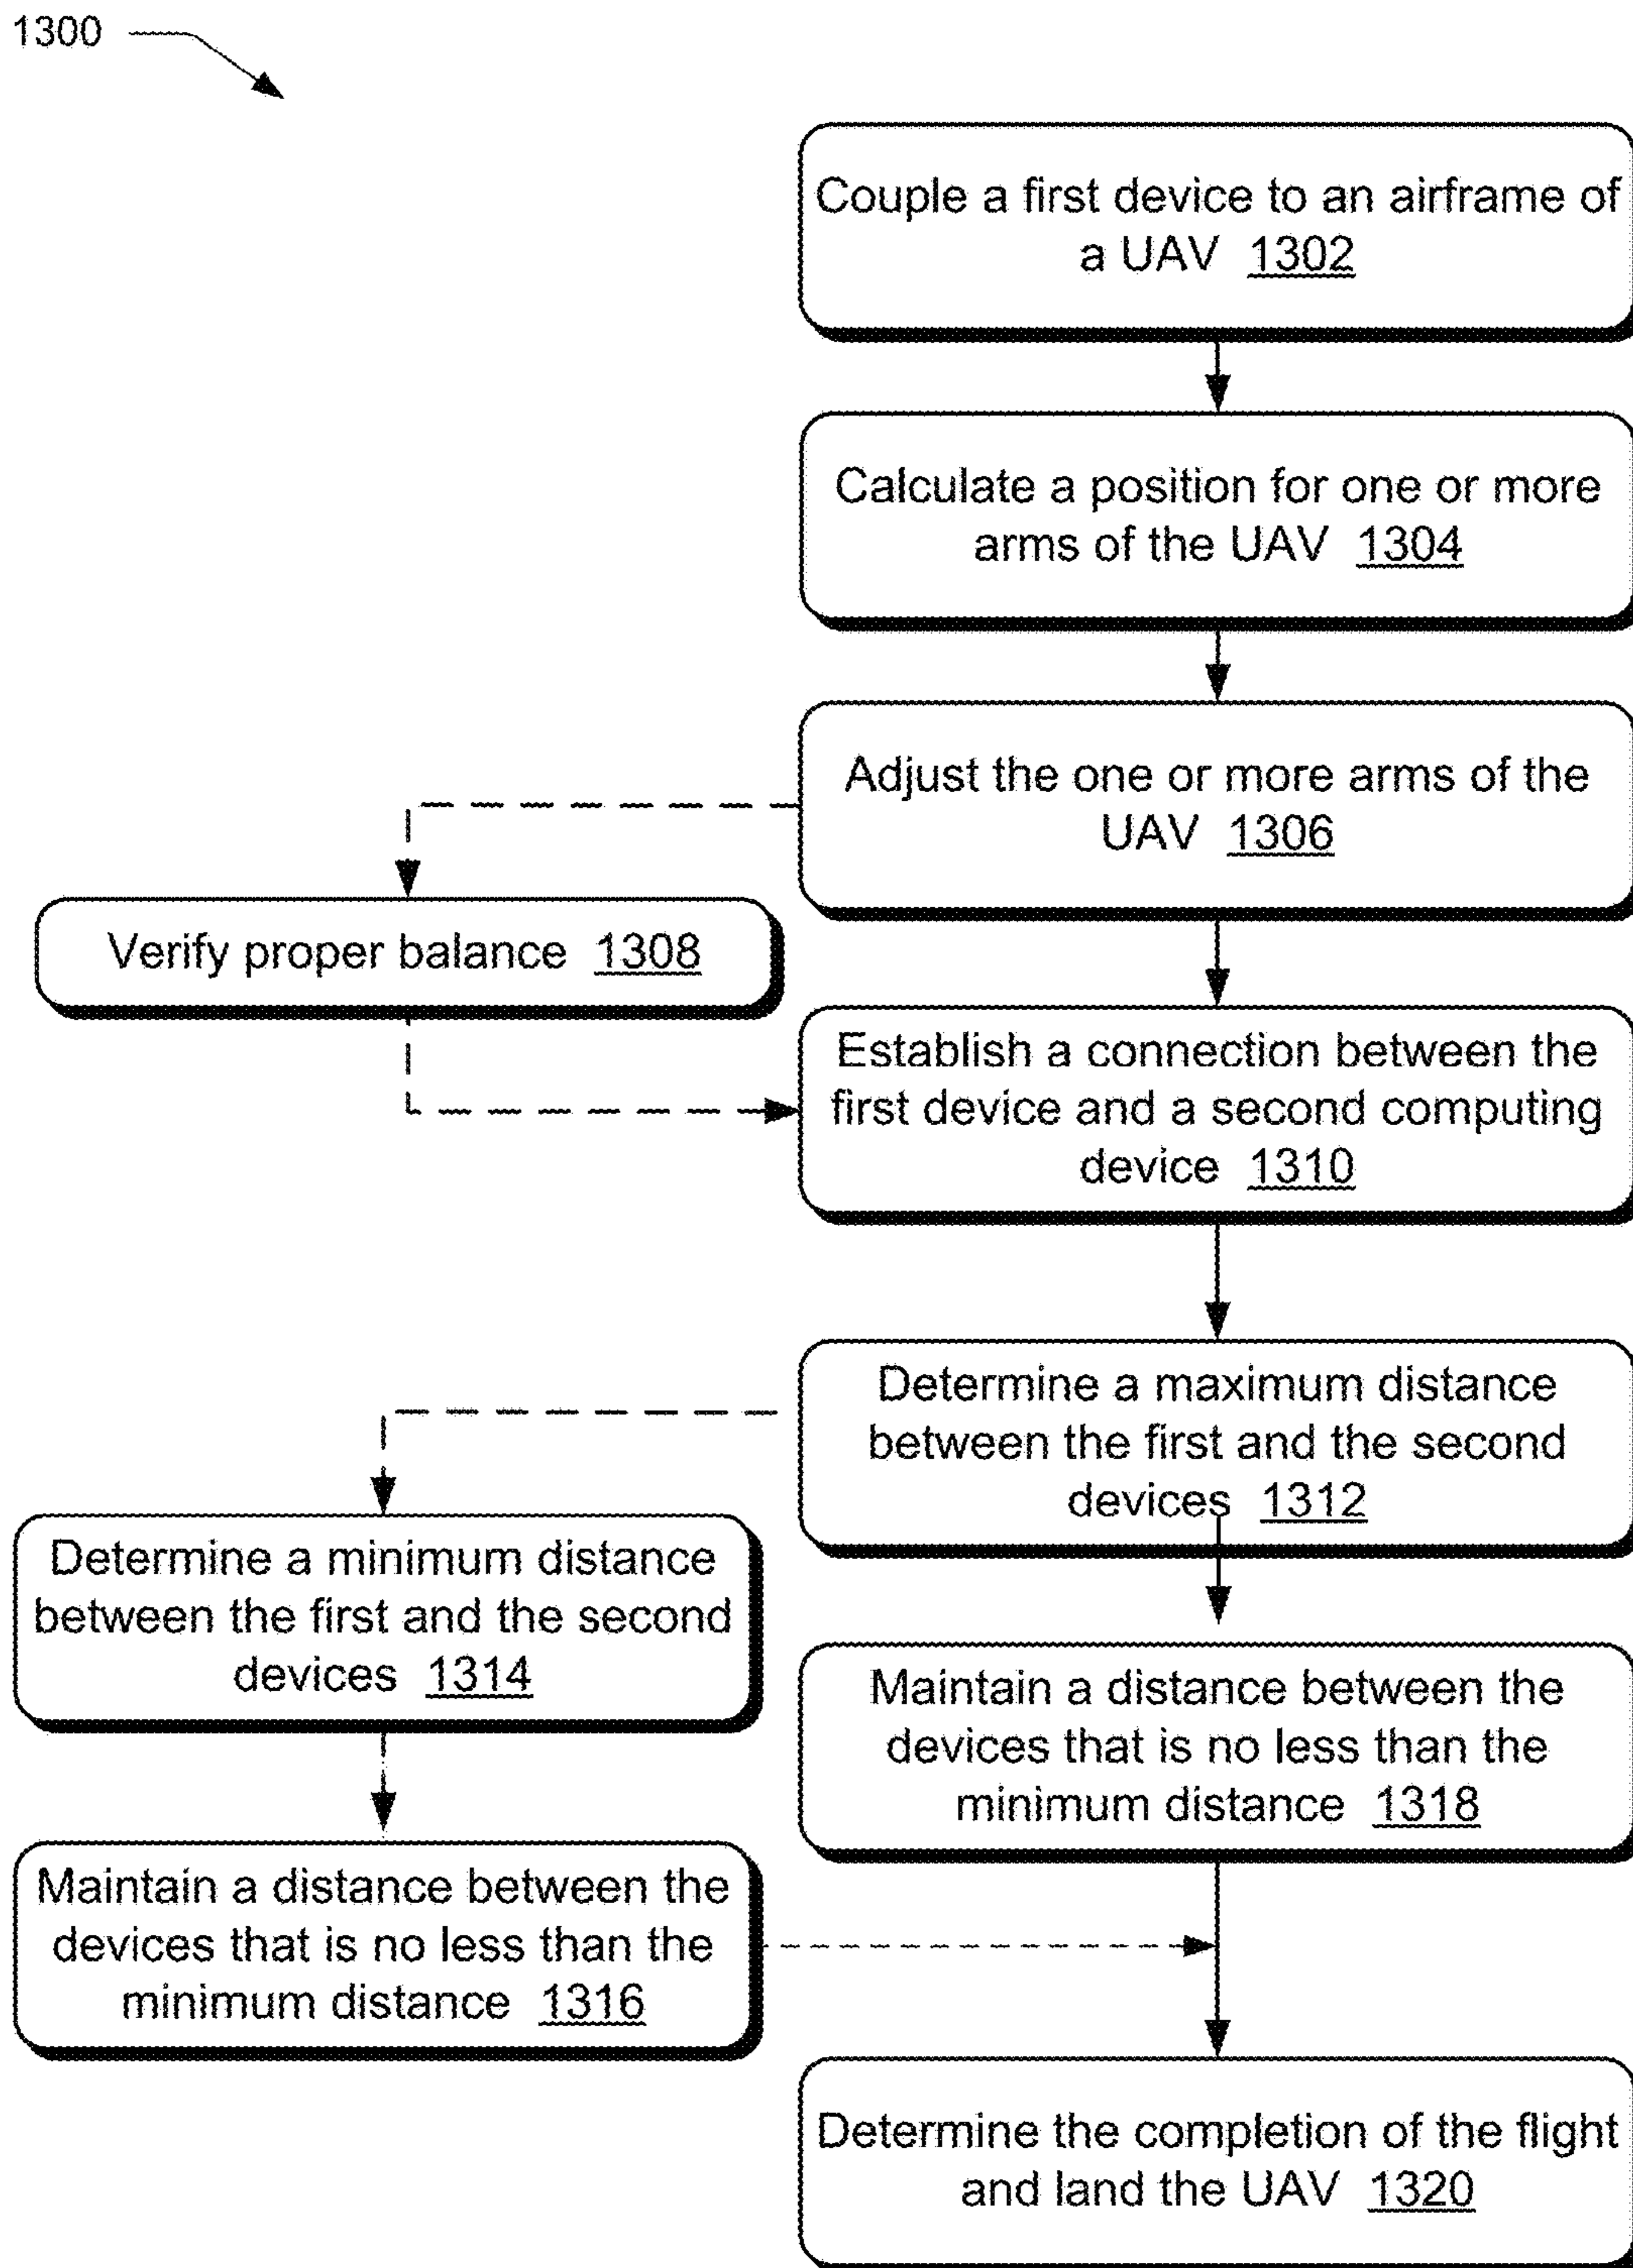 1300
Couple a first device to an airframe of
a UAV 1302
Calculate a position for one or more
arms of the UAV 1304
Adjust the one or more arms of the
UAV 1306
Verify proper balance 1308
Establish a connection between the
first device and a second computing
device 1310
Determine a maximum distance
between the first and the second
devices 1312
Determine a minimum distance
between the first and the second
devices 1314
Maintain a distance between the
devices that is no less than the
minimum distance 1318
Maintain a distance between the
devices that is no less than the
minimum distance 1316
Determine the completion of the flight
and land the UAV 1320